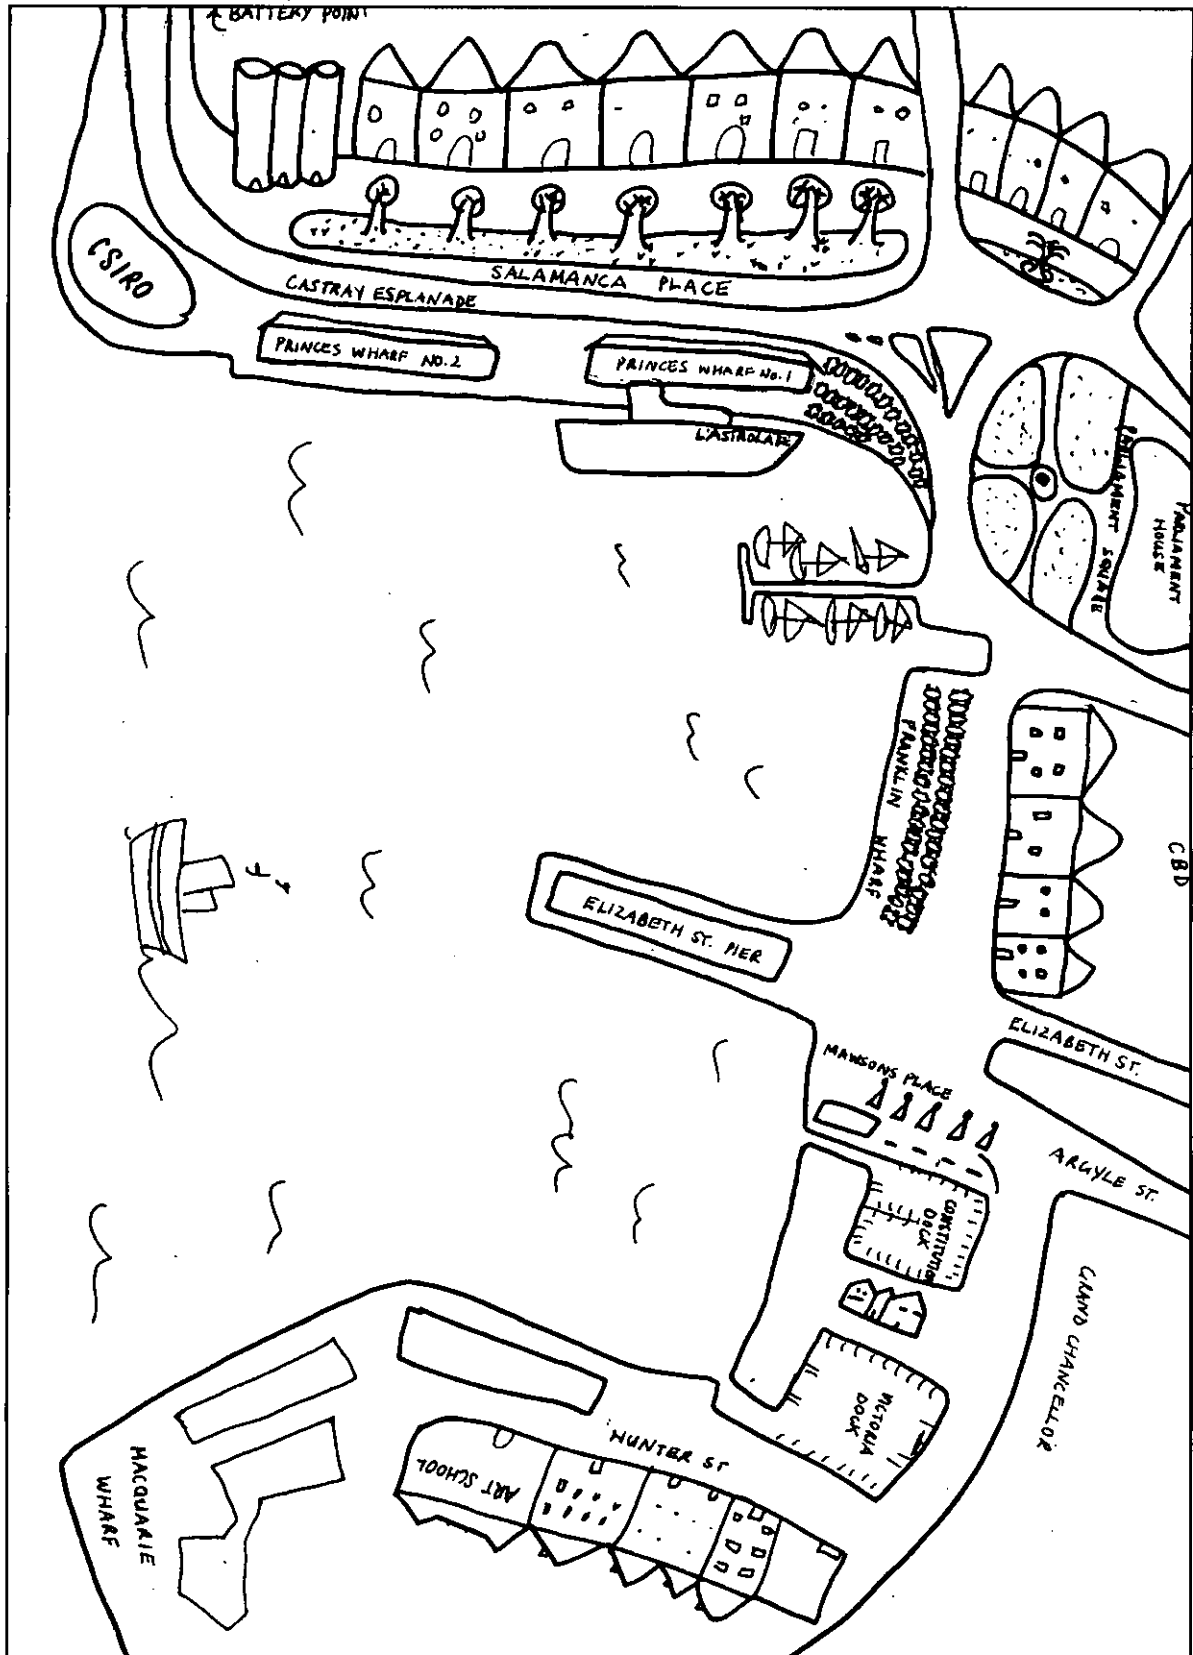 BATTERY POINT
CSIRO
SALAMANCA PLACE
CASTRAY ESPLANADE
PRINCES WHARF NO.2
PRINCES WHARF No.1
L'ASTROLABE
PARLIAMENT SQUARE
PARLIAMENT
HOUSE
FRANKLIN WHARF
CBD
ELIZABETH ST. PIER
ELIZABETH ST.
MAWSONS PLACE
ARGYLE ST.
CONSTITUTION
DOCK
GRAND CHANCELLOR
VICTORIA
DOCK
HUNTER ST
ART SCHOOL
MACQUARIE
WHARF